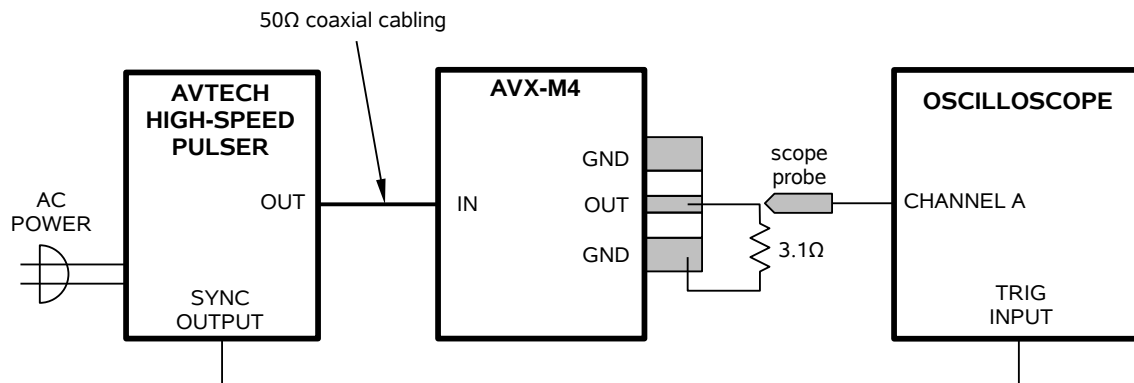 50Ω coaxial cabling
AVTECH
HIGH-SPEED
PULSER
AVX-M4
OSCILLOSCOPE
GND
scope
probe
AC
POWER
OUT
IN
OUT
CHANNEL A
GND
3.1Ω
SYNC
OUTPUT
TRIG
INPUT